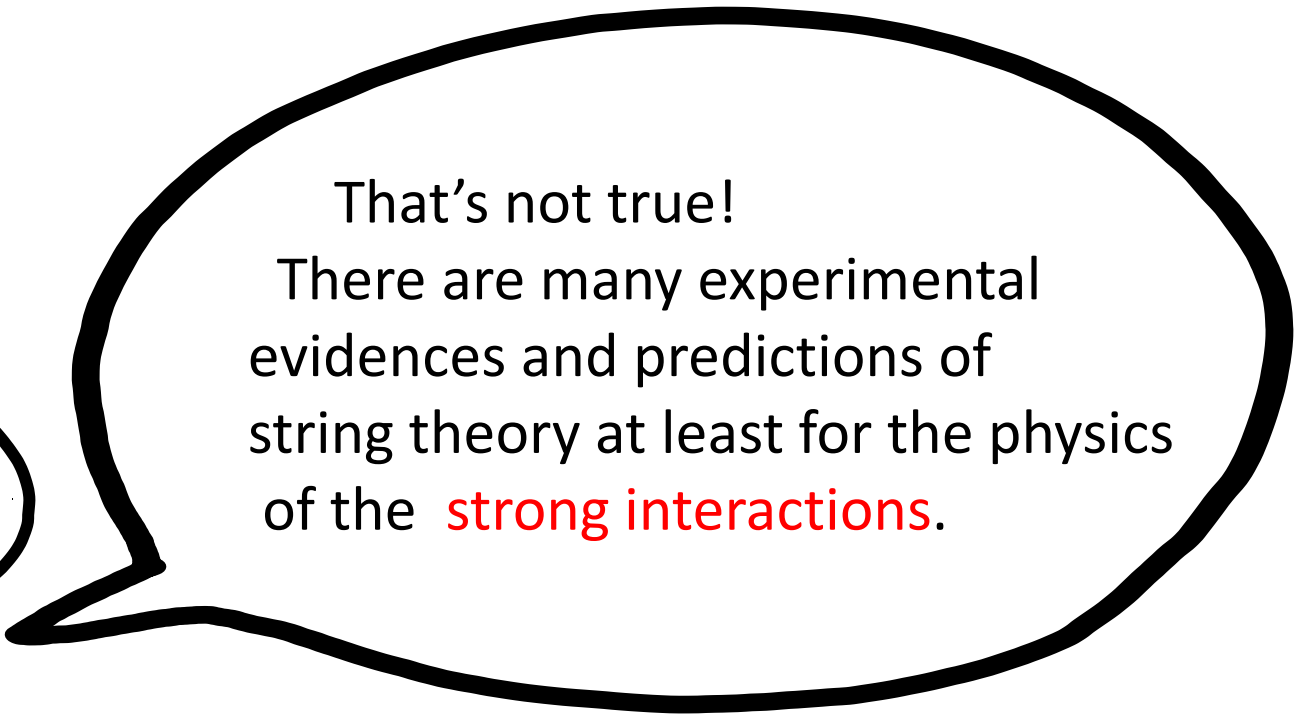 That’s not true!
There are many experimental
evidences and predictions of
string theory at least for the physics
of the strong interactions.